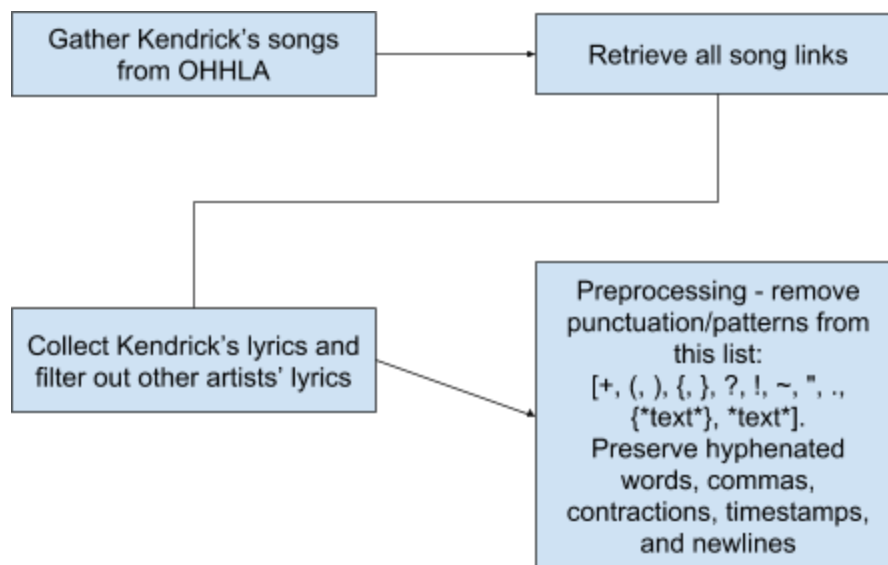 Gather Kendrick's songs
from OHHLA
Retrieve all song links
Collect Kendrick's lyrics and
filter out other artists' lyrics
Preprocessing - remove
punctuation/patterns from
this list:
[+, (, ), {, }, ?, !, ~, ", .,
{*text*}, *text*].
Preserve hyphenated
words, commas,
contractions, timestamps,
and newlines